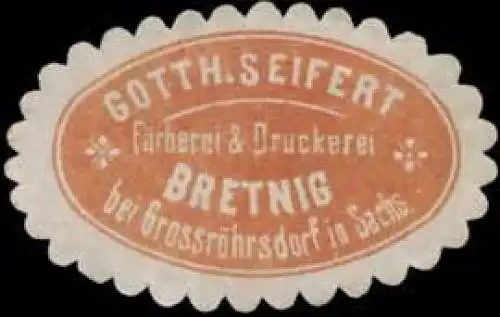 GOTTH. SEIFERT
Färberei & Druckerei
BRETNIG
bei Grossröhrsdorf in Sachs.